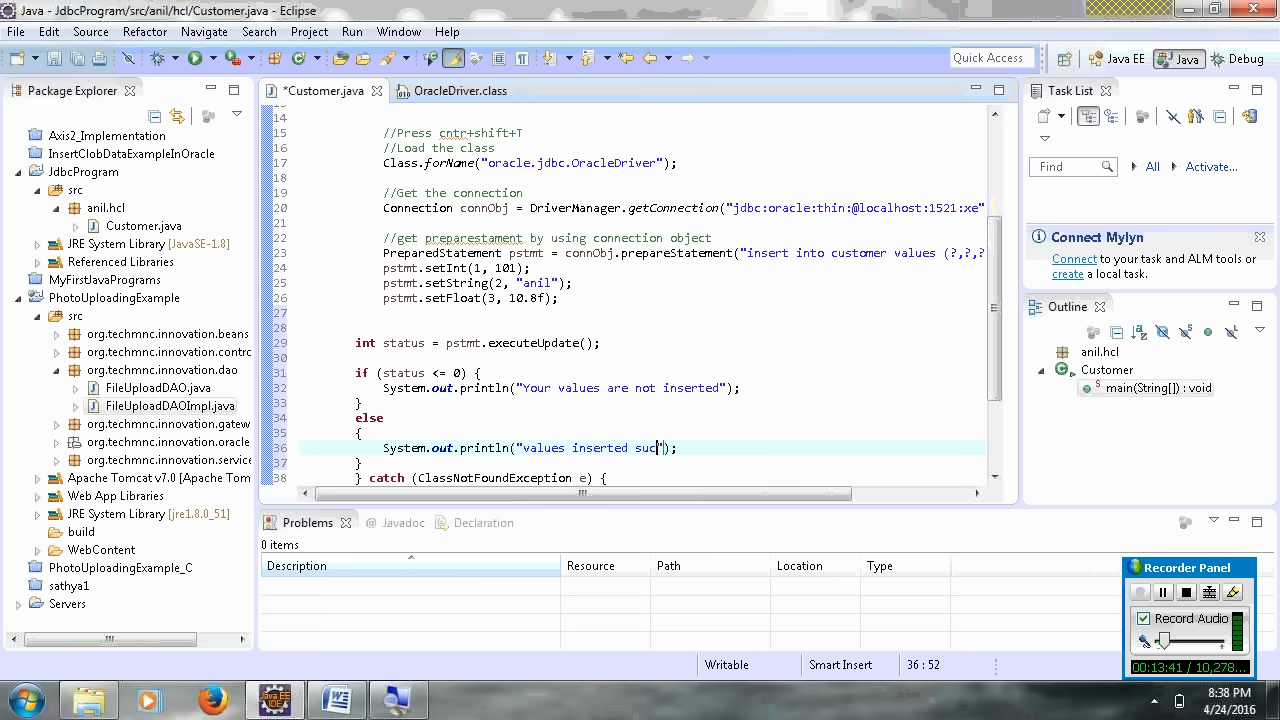 Java - JdbcProgram/src/anil/hcl/Customer.java - Eclipse
File Edit Source Refactor Navigate Search Project Run Window Help
Quick Access Java EE Java Debug
Package Explorer
Axis2_Implementation
InsertClobDataExampleInOracle
JdbcProgram
src
anil.hcl
Customer.java
JRE System Library [JavaSE-1.8]
Referenced Libraries
MyFirstJavaPrograms
PhotoUploadingExample
src
org.techmnc.innovation.beans
org.techmnc.innovation.contro
org.techmnc.innovation.dao
FileUploadDAO.java
FileUploadDAOImpl.java
org.techmnc.innovation.gatew
org.techmnc.innovation.oracle
org.techmnc.innovation.service
Apache Tomcat v7.0 [Apache Tom
Web App Libraries
JRE System Library [jre1.8.0_51]
build
WebContent
PhotoUploadingExample_C
sathya1
Servers
*Customer.java OracleDriver.class
14
15 //Press cntr+shift+T
16 //Load the class
17 Class.forName("oracle.jdbc.OracleDriver");
18
19 //Get the connection
20 Connection connObj = DriverManager.getConnection("jdbc:oracle:thin:@localhost:1521:xe"
21
22 //get preparestament by using connection object
23 PreparedStatement pstmt = connObj.prepareStatement("insert into customer values (?,?,?
24 pstmt.setInt(1, 101);
25 pstmt.setString(2, "anil");
26 pstmt.setFloat(3, 10.8f);
27
28
29 int status = pstmt.executeUpdate();
30
31 if (status <= 0) {
32 System.out.println("Your values are not inserted");
33 }
34 else
35 {
36 System.out.println("values inserted suc");
37 }
38 } catch (ClassNotFoundException e) {
Task List
Find All Activate...
Connect Mylyn
Connect to your task and ALM tools or
create a local task.
Outline
anil.hcl
Customer
S main(String[]) : void
Problems @ Javadoc Declaration
0 items
Description Resource Path Location Type
Writable Smart Insert 36 : 52
Recorder Panel
Record Audio
00:13:41 / 10,278...
Java EE
IDE
8:38 PM
4/24/2016